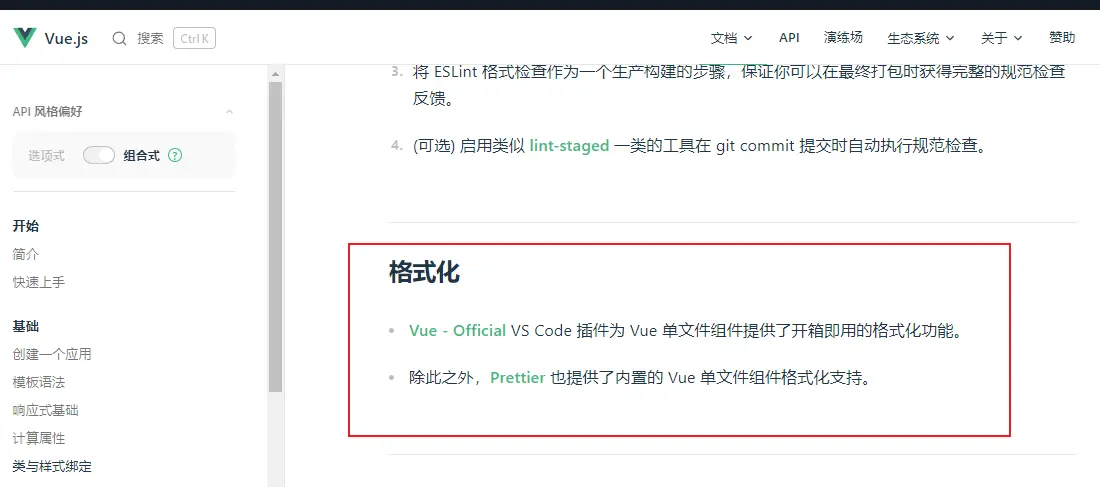 Vue.js 搜索 Ctrl K 文档 API 演练场 生态系统 关于 赞助
API 风格偏好
选项式 组合式 ?
开始
简介
快速上手
基础
创建一个应用
模板语法
响应式基础
计算属性
类与样式绑定
3. 将 ESLint 格式检查作为一个生产构建的步骤，保证你可以在最终打包时获得完整的规范检查
反馈。
4. (可选) 启用类似 lint-staged 一类的工具在 git commit 提交时自动执行规范检查。
格式化
• Vue - Official VS Code 插件为 Vue 单文件组件提供了开箱即用的格式化功能。
• 除此之外，Prettier 也提供了内置的 Vue 单文件组件格式化支持。